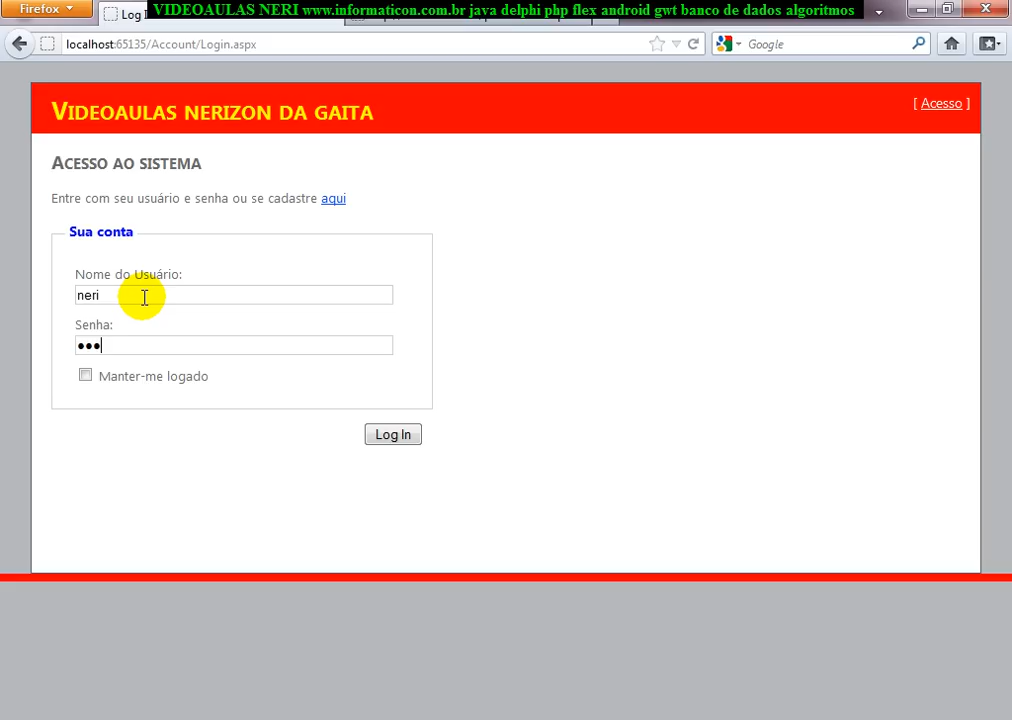 Firefox
Log I
VIDEOAULAS NERI www.informaticon.br java delphi php flex android gwt banco de dados algoritmos
localhost:65135/Account/Login.aspx
Google
VIDEOAULAS NERIZON DA GAITA
[ Acesso ]
ACESSO AO SISTEMA
Entre com seu usuário e senha ou se cadastre aqui
Sua conta
Nome do Usuário:
neri
Senha:
●●●
Manter-me logado
Log In